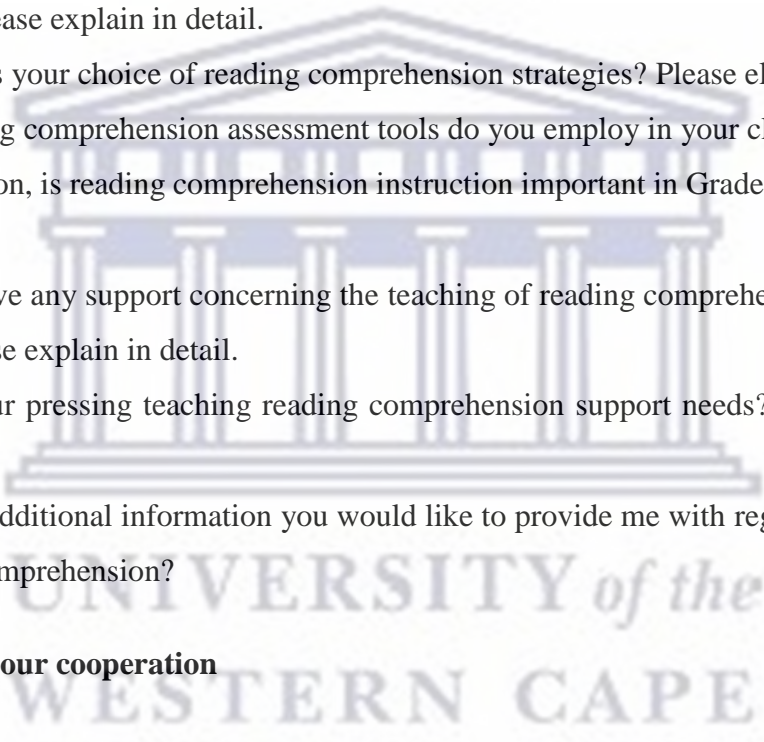 ease explain in detail.
s your choice of reading comprehension strategies? Please el
g comprehension assessment tools do you employ in your cl
on, is reading comprehension instruction important in Grade
ve any support concerning the teaching of reading comprehe
se explain in detail.
ur pressing teaching reading comprehension support needs?
dditional information you would like to provide me with reg
omprehension?
UNIVERSITY of the
our cooperation
WESTERN CAPE